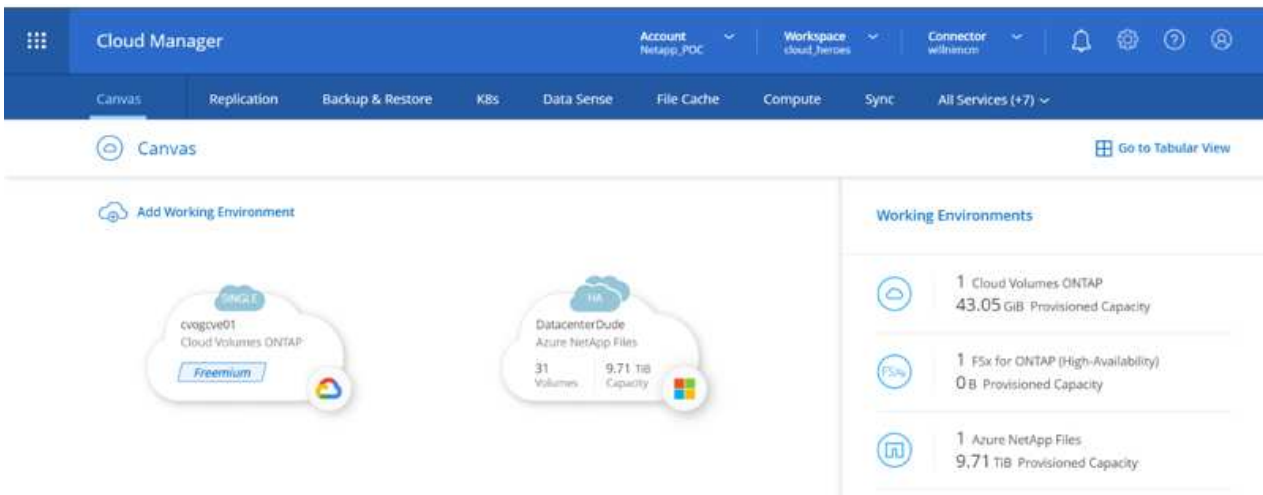 Cloud Manager
Account
Netapp_POC
Workspace
cloud_heroes
Connector
willnimcm
Canvas Replication Backup & Restore K8s Data Sense File Cache Compute Sync All Services (+7)
Canvas
Go to Tabular View
Add Working Environment
SINGLE
cvogcve01
Cloud Volumes ONTAP
Freemium
HA
DatacenterDude
Azure NetApp Files
31 9.71 TiB
Volumes Capacity
Working Environments
1 Cloud Volumes ONTAP
43.05 GiB Provisioned Capacity
1 FSx for ONTAP (High-Availability)
0 B Provisioned Capacity
1 Azure NetApp Files
9.71 TiB Provisioned Capacity